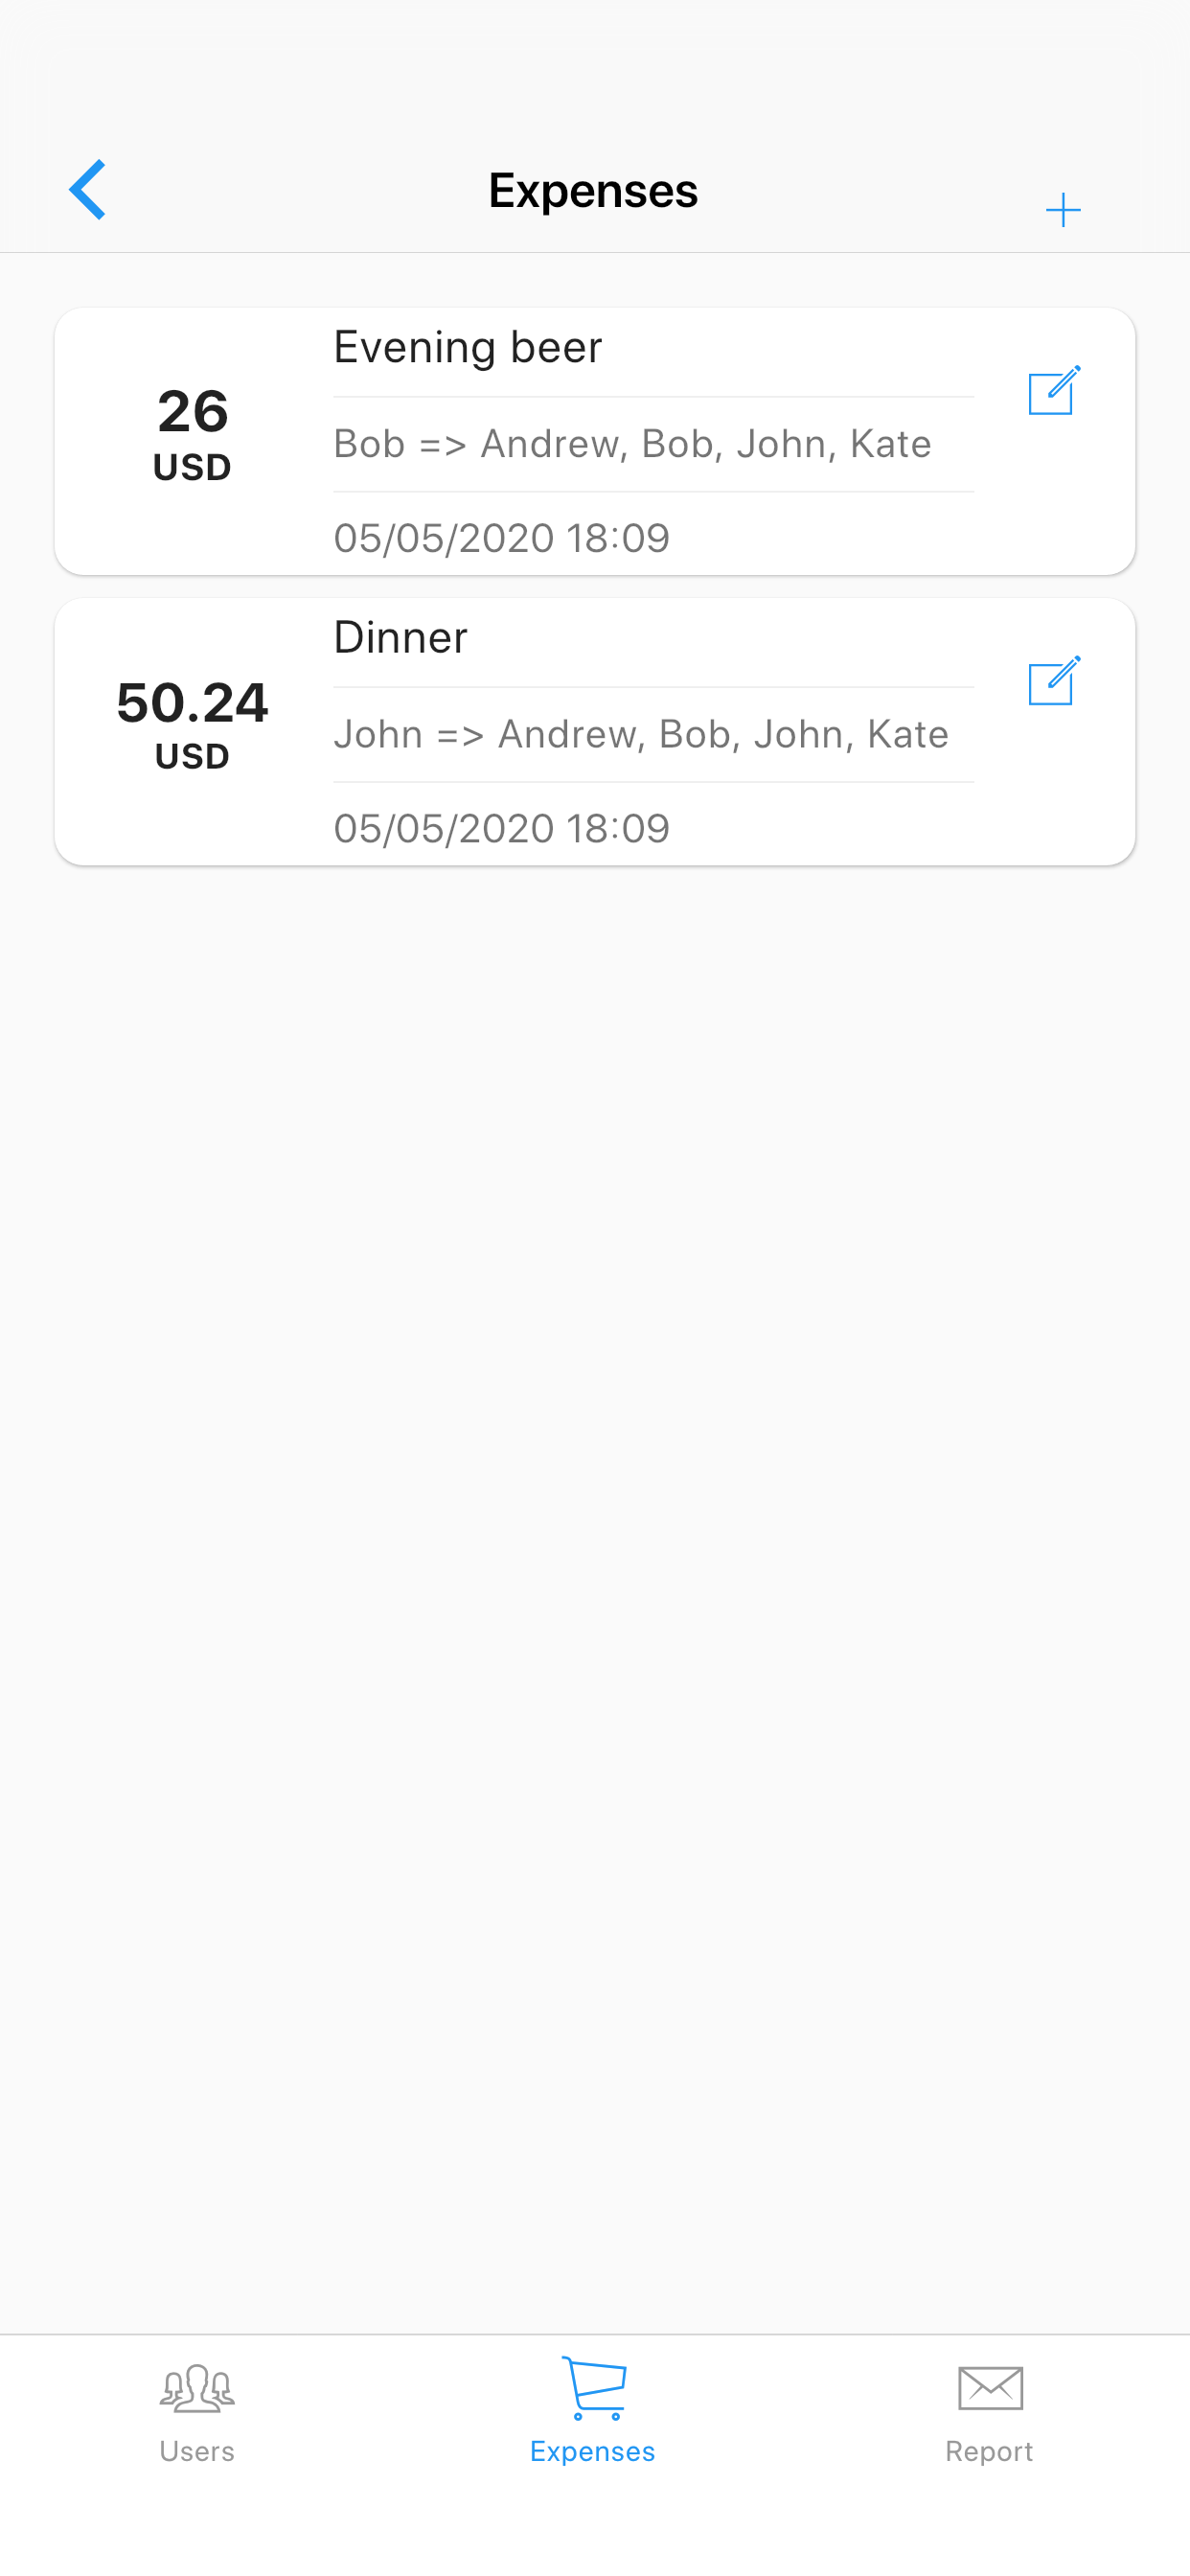 Expenses
Evening beer
26
USD
Bob => Andrew, Bob, John, Kate
05/05/2020 18:09
Dinner
50.24
USD
John => Andrew, Bob, John, Kate
05/05/2020 18:09
Users
Expenses
Report